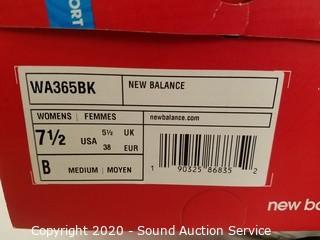 PORT
WA365BK
NEW BALANCE
WOMENS | FEMMES
newbalance.com
7½ USA 5½ UK
38 EUR
B MEDIUM | MOYEN
1 90325 86835 2
new ba
Copyright 2020 - Sound Auction Service